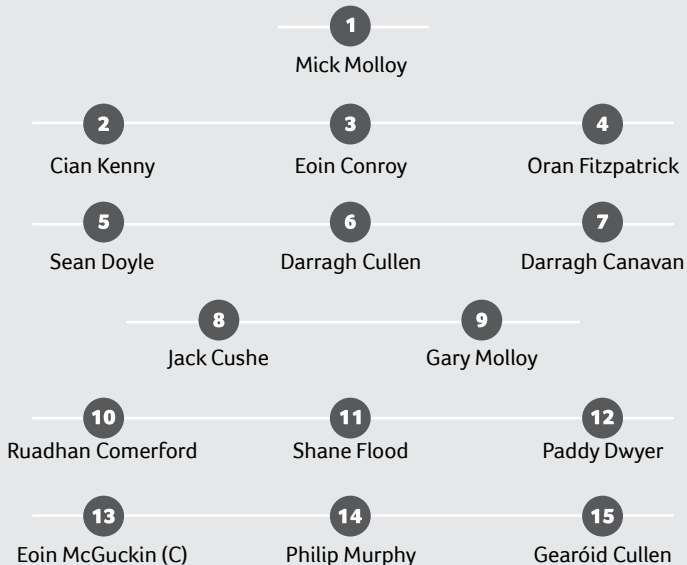 1
Mick Molloy
2 3 4
Cian Kenny Eoin Conroy Oran Fitzpatrick
5 6 7
Sean Doyle Darragh Cullen Darragh Canavan
8 9
Jack Cushe Gary Molloy
10 11 12
Ruadhan Comerford Shane Flood Paddy Dwyer
13 14 15
Eoin McGuckin (C) Philip Murphy Gearóid Cullen